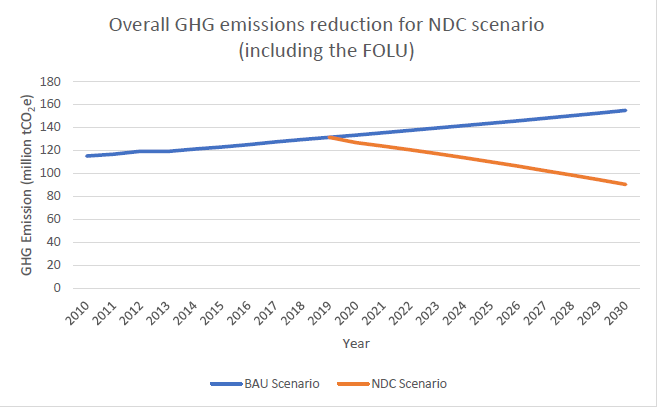 Overall GHG emissions reduction for NDC scenario
(including the FOLU)
GHG Emission (million tCO2e)
180
160
140
120
100
80
60
40
20
0
2010 2011 2012 2013 2014 2015 2016 2017 2018 2019 2020 2021 2022 2023 2024 2025 2026 2027 2028 2029 2030
Year
BAU Scenario NDC Scenario